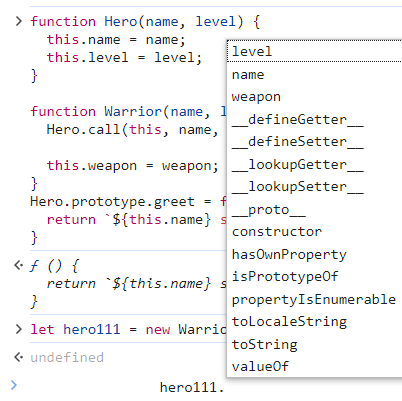 function Hero(name, level) {
this.name = name;
this.level = level;
}
function Warrior(name, l
Hero.call(this, name,
this.weapon = weapon;
}
Hero.prototype.greet = f
return `${this.name} s
}
ƒ () {
return `${this.name} s
}
let hero111 = new Warrio
undefined
hero111.
level
name
weapon
__defineGetter__
__defineSetter__
__lookupGetter__
__lookupSetter__
__proto__
constructor
hasOwnProperty
isPrototypeOf
propertyIsEnumerable
toLocaleString
toString
valueOf